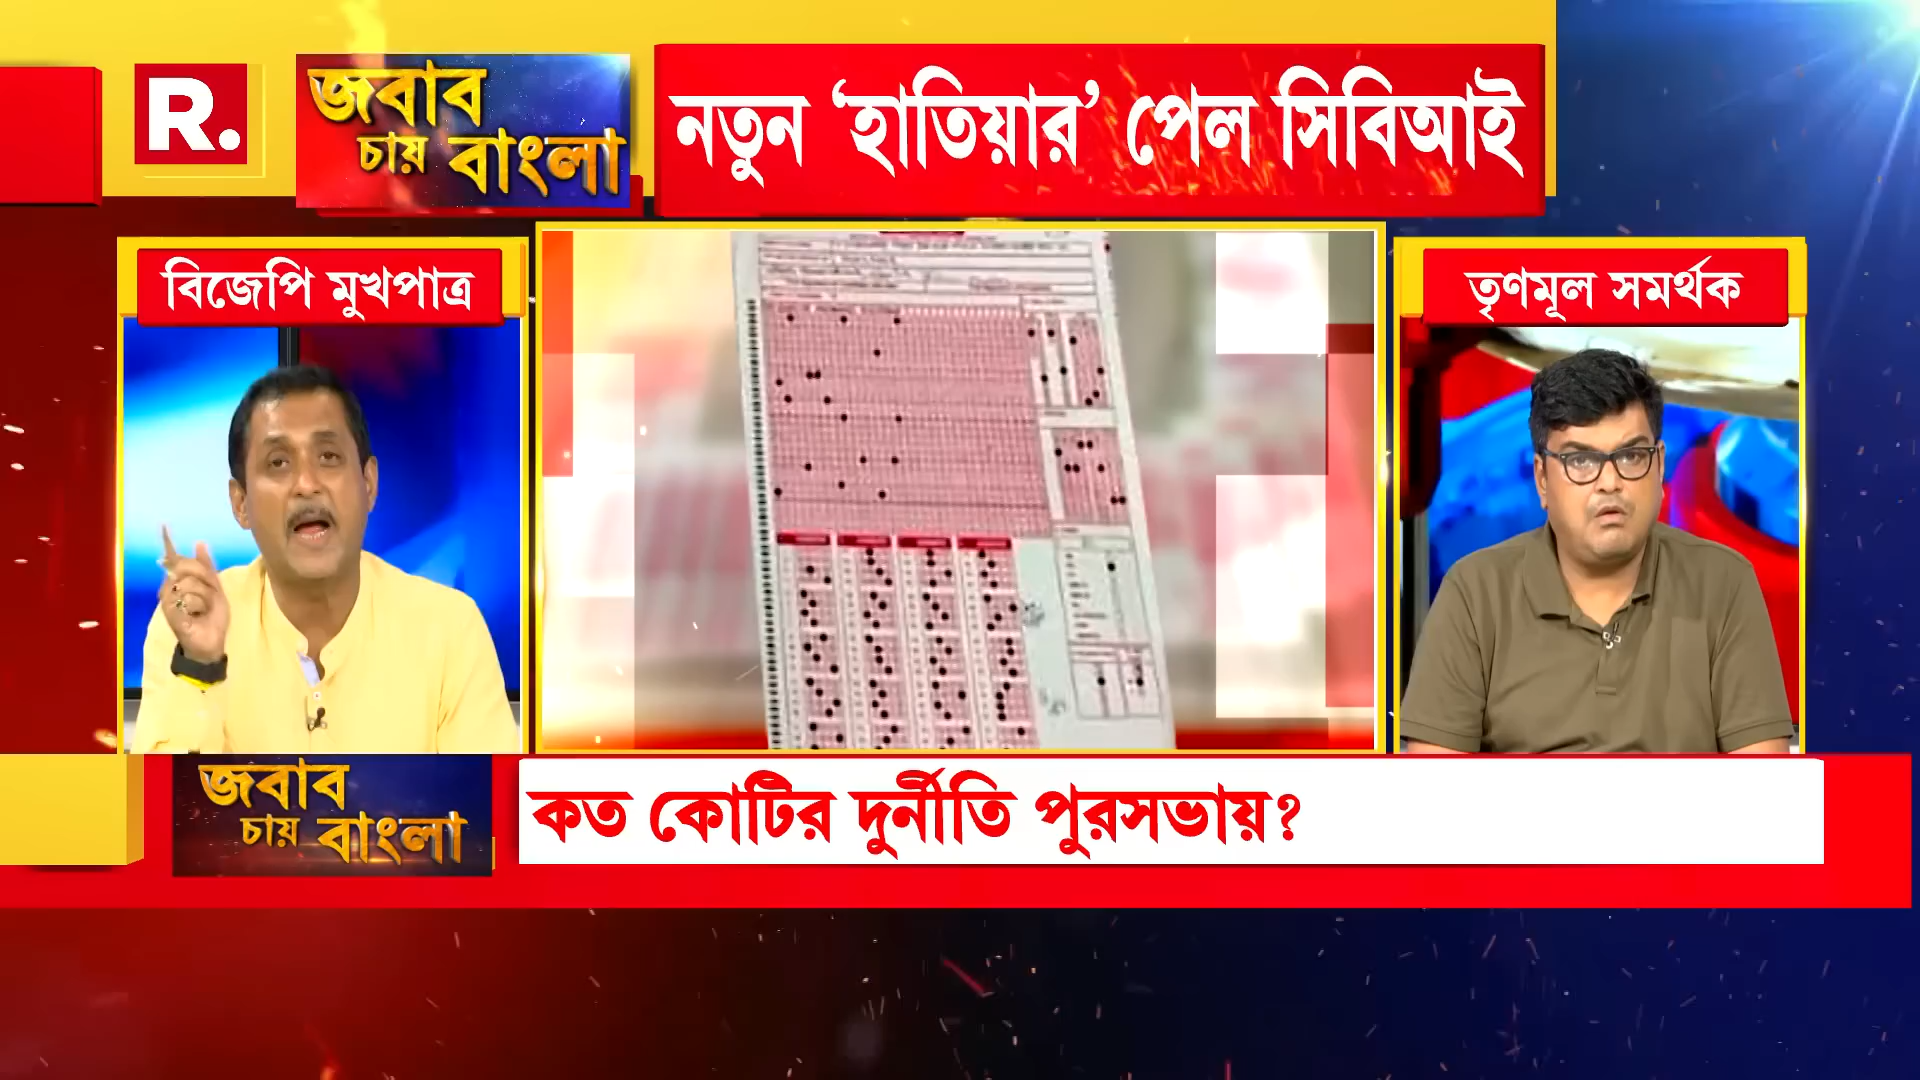 R.
জবাব
চায় বাংলা
নতুন ‘হাতিয়ার’ পেল সিবিআই
বিজেপি মুখপাত্র
তৃণমূল সমর্থক
জবাব
চায় বাংলা
কত কোটির দুর্নীতি পুরসভায়?